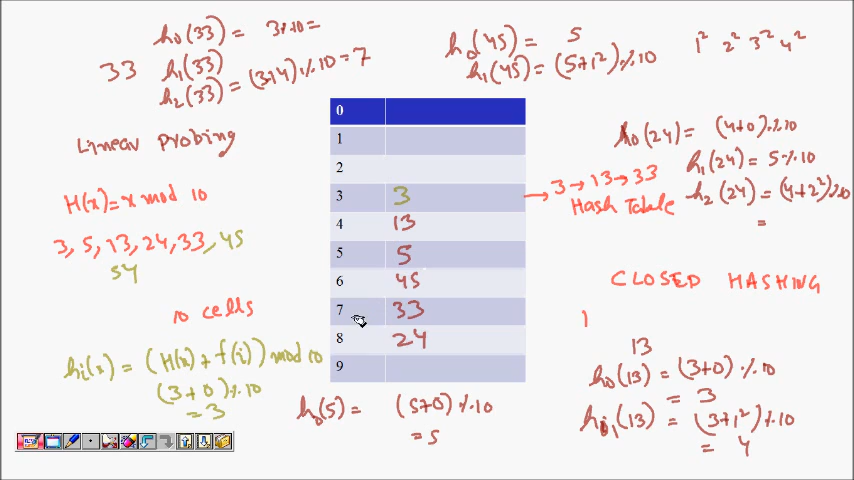 33 h0(33) = 3%10 =
h1(33)
h2(33) = (3+4)%10 = 7
h0(45) = 5
h1(45) = (5+1²)%10
1² 2² 3² 4²
Linear Probing
H(x) = x mod 10
3, 5, 13, 24, 33, 45
54
10 cells
hi(x) = (H(x) + f(i)) mod 10
(3+0)%10
= 3
0
1
2
3 3
4 13
5 5
6 45
7 33
8 24
9
h0(5) = (5+0)%10
= 5
h0(24) = (4+0)%10
h1(24) = 5%10
h2(24) = (4+2²)%10
=
→ 3 → 13 → 33
Hash Table
CLOSED HASHING
13
h0(13) = (3+0)%10
= 3
h1(13) = (3+1²)%10
= 4